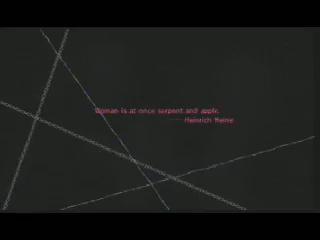 Woman is at once serpent and apple.
Heinrich Heine